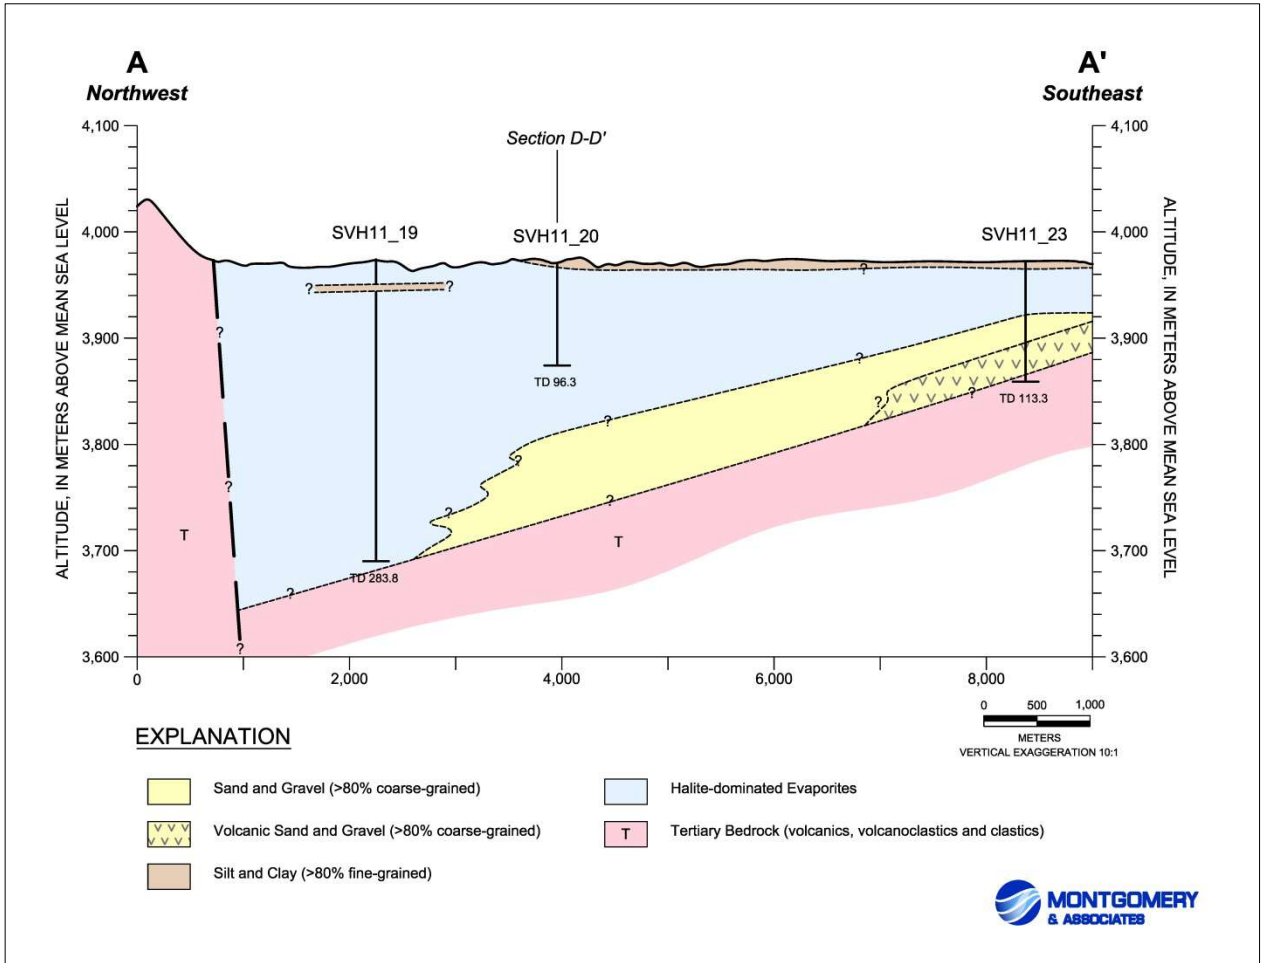 A
A'
Northwest
Southeast
4,100
4,100
Section D-D'
SVH11_19
SVH11_20
SVH11_23
4,000
4,000
ALTITUDE, IN METERS ABOVE MEAN SEA LEVEL
ALTITUDE, IN METERS ABOVE MEAN SEA LEVEL
?
?
?
?
3,900
3,900
?
TD 96.3
?
TD 113.3
?
?
3,800
3,800
?
?
?
?
T
T
3,700
3,700
TD 283.8
?
?
3,600
3,600
0
2,000
4,000
6,000
8,000
0 500 1,000
METERS
VERTICAL EXAGGERATION 10:1
EXPLANATION
Sand and Gravel (>80% coarse-grained)
Halite-dominated Evaporites
Volcanic Sand and Gravel (>80% coarse-grained)
T
Tertiary Bedrock (volcanics, volcanoclastics and clastics)
Silt and Clay (>80% fine-grained)
MONTGOMERY
& ASSOCIATES